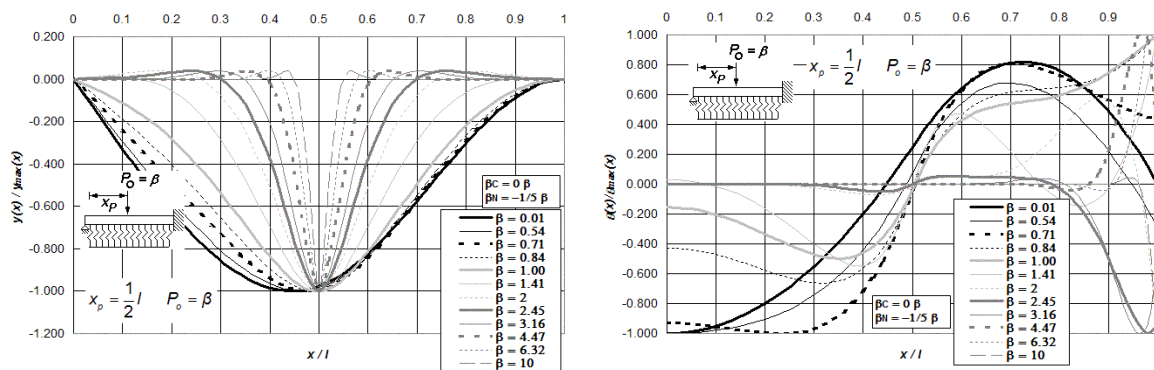 0 0.1 0.2 0.3 0.4 0.5 0.6 0.7 0.8 0.9 1
0.200
0.000
-0.200
-0.400
-0.600
-0.800
-1.000
-1.200
y(x) / ymax(x)
x / l
Po = β
xP
xp = 1/2 l Po = β
βC = 0 β
βN = −1/5 β
β = 0.01
β = 0.54
β = 0.71
β = 0.84
β = 1.00
β = 1.41
β = 2
β = 2.45
β = 3.16
β = 4.47
β = 6.32
β = 10
0 0.1 0.2 0.3 0.4 0.5 0.6 0.7 0.8 0.9
1.000
0.800
0.600
0.400
0.200
0.000
-0.200
-0.400
-0.600
-0.800
-1.000
x / l
Po = β
xP
xp = 1/2 l Po = β
βC = 0 β
βN = −1/5 β
β = 0.01
β = 0.54
β = 0.71
β = 0.84
β = 1.00
β = 1.41
β = 2
β = 2.45
β = 3.16
β = 4.47
β = 6.32
β = 10